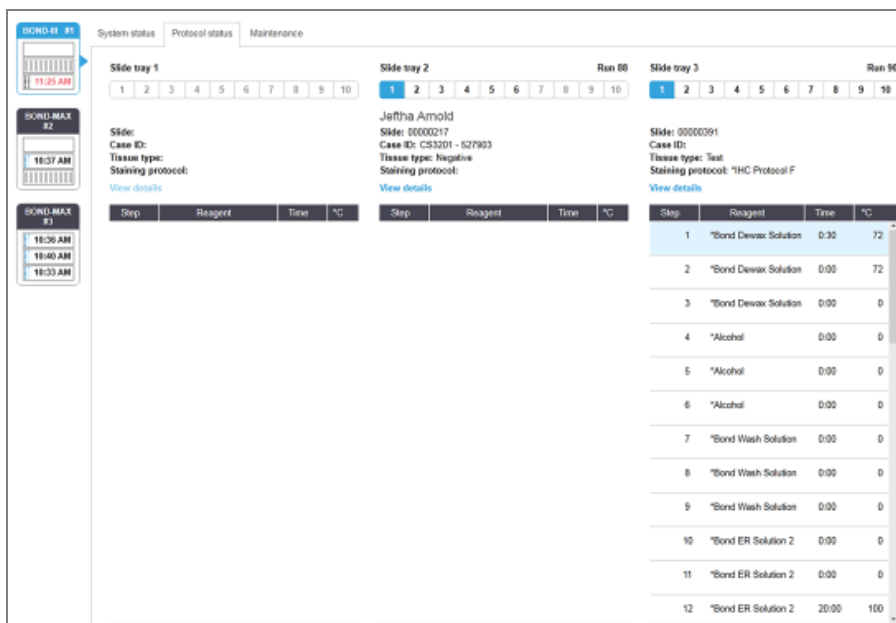 BOND-III #1
11:25 AM
BOND-MAX
#2
10:37 AM
BOND-MAX
#3
10:36 AM
10:40 AM
10:33 AM
System status Protocol status Maintenance
Slide tray 1
1 2 3 4 5 6 7 8 9 10
Slide:
Case ID:
Tissue type:
Staining protocol:
View details
Step Reagent Time °C
Slide tray 2 Run 88
1 2 3 4 5 6 7 8 9 10
Jeftha Arnold
Slide: 00000217
Case ID: CS3201 - 527903
Tissue type: Negative
Staining protocol:
View details
Step Reagent Time °C
Slide tray 3 Run 90
1 2 3 4 5 6 7 8 9 10
Slide: 00000391
Case ID:
Tissue type: Test
Staining protocol: *IHC Protocol F
View details
Step Reagent Time °C
1 *Bond Dewax Solution 0:30 72
2 *Bond Dewax Solution 0:00 72
3 *Bond Dewax Solution 0:00 0
4 *Alcohol 0:00 0
5 *Alcohol 0:00 0
6 *Alcohol 0:00 0
7 *Bond Wash Solution 0:00 0
8 *Bond Wash Solution 0:00 0
9 *Bond Wash Solution 0:00 0
10 *Bond ER Solution 2 0:00 0
11 *Bond ER Solution 2 0:00 0
12 *Bond ER Solution 2 20:00 100